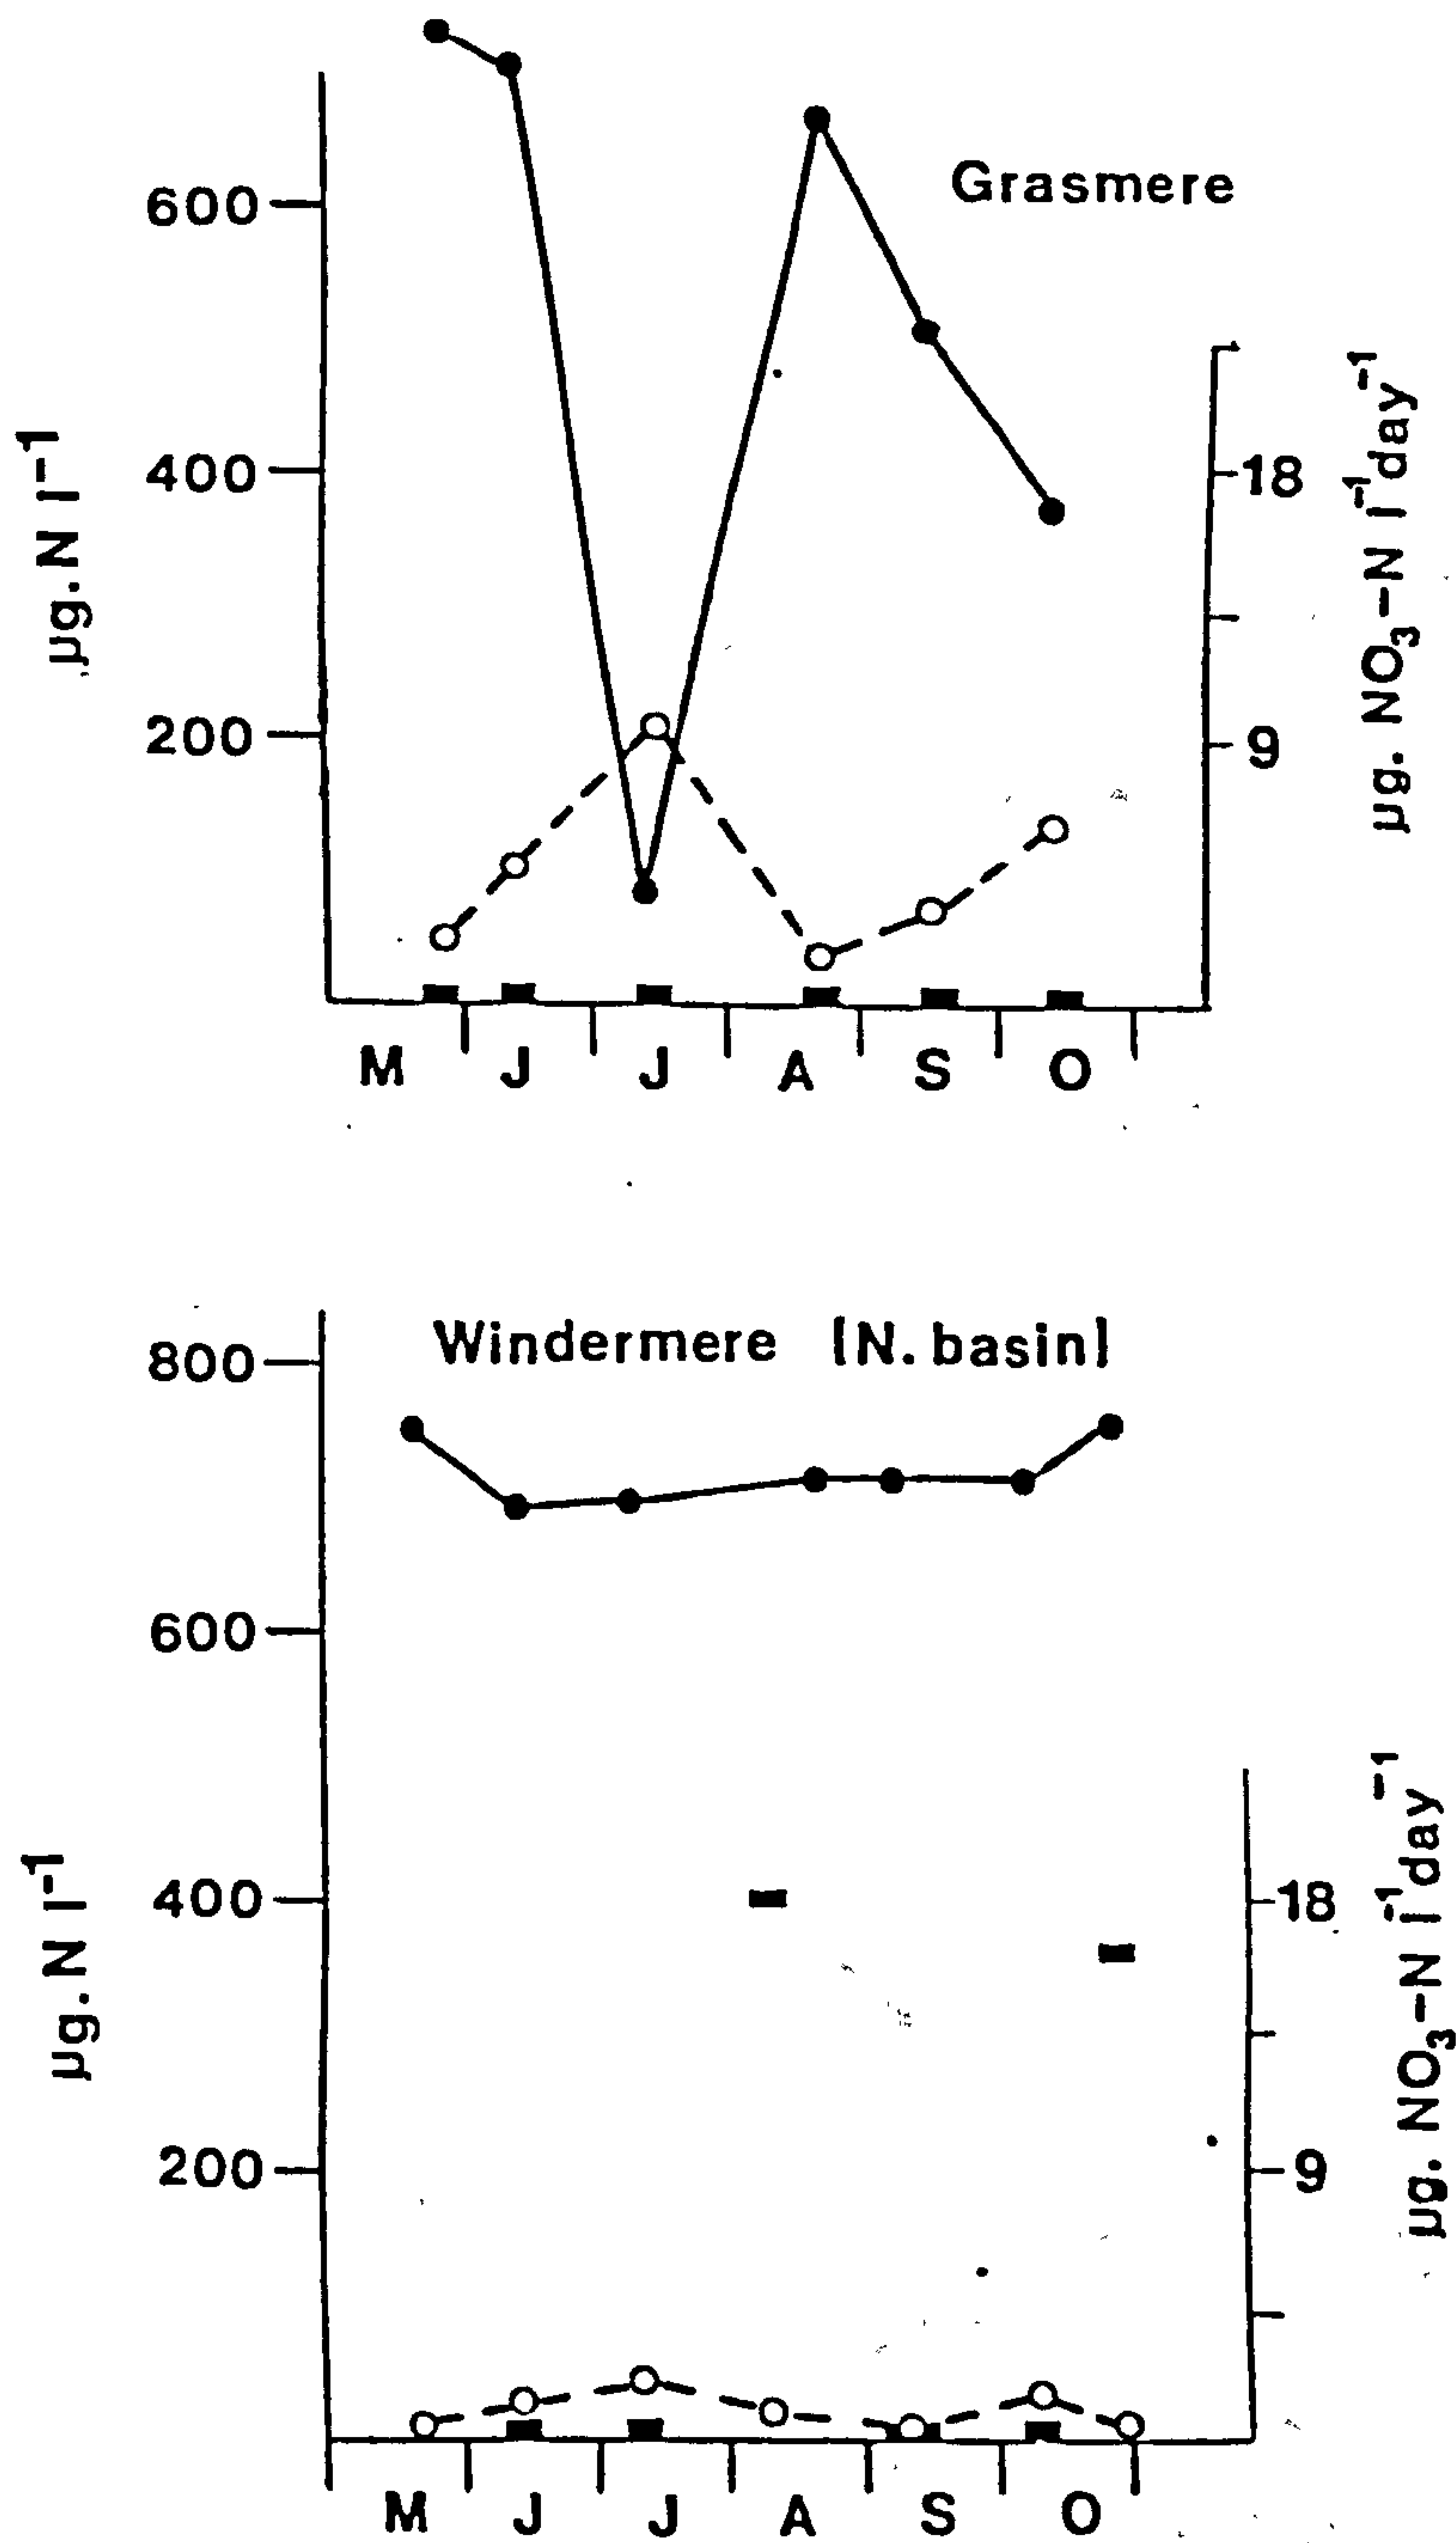 Grasmere
600
400
200
µg. N l⁻¹
18
9
µg. NO₃-N l⁻¹day⁻¹
M J J A S O
Windermere [N. basin]
800
600
400
200
µg. N l⁻¹
18
9
µg. NO₃-N l⁻¹day⁻¹
M J J A S O